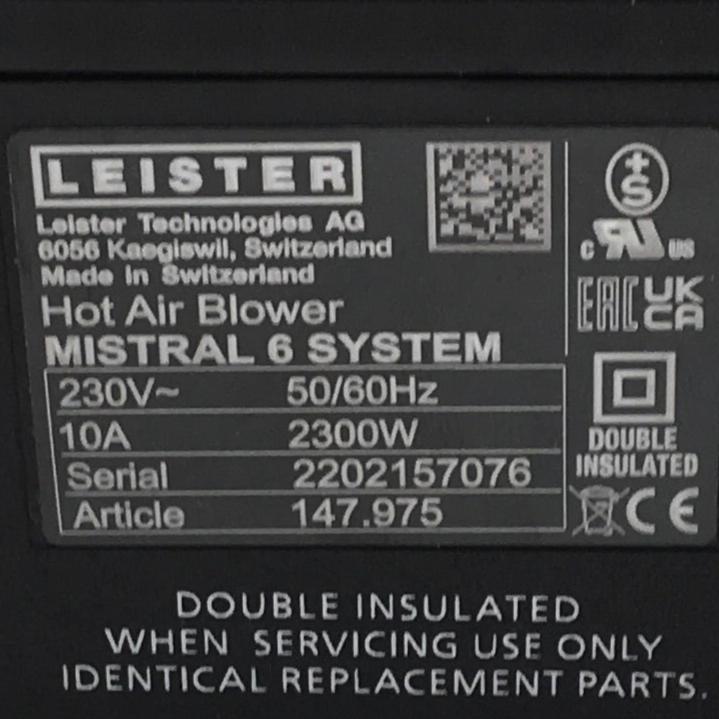 LEISTER
Leister Technologies AG
6056 Kaegiswil, Switzerland
Made in Switzerland
Hot Air Blower
MISTRAL 6 SYSTEM
230V~ 50/60Hz
10A 2300W
Serial 2202157076
Article 147.975
+S
C RU US
EAC UK CA
DOUBLE
INSULATED
CE
DOUBLE INSULATED
WHEN SERVICING USE ONLY
IDENTICAL REPLACEMENT PARTS.